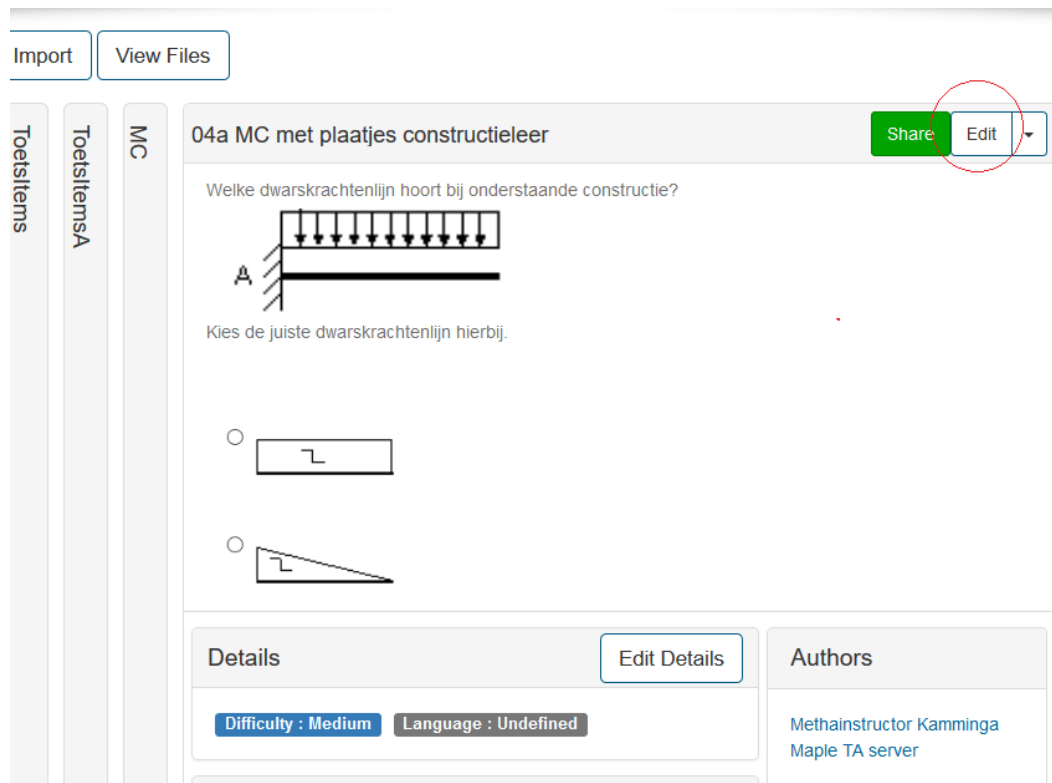 Import
View Files
ToetsItems
ToetsItemsA
MC
04a MC met plaatjes constructieleer
Share
Edit
Welke dwarskrachtenlijn hoort bij onderstaande constructie?
A
Kies de juiste dwarskrachtenlijn hierbij.
Details
Edit Details
Authors
Difficulty : Medium
Language : Undefined
Methainstructor Kamminga
Maple TA server